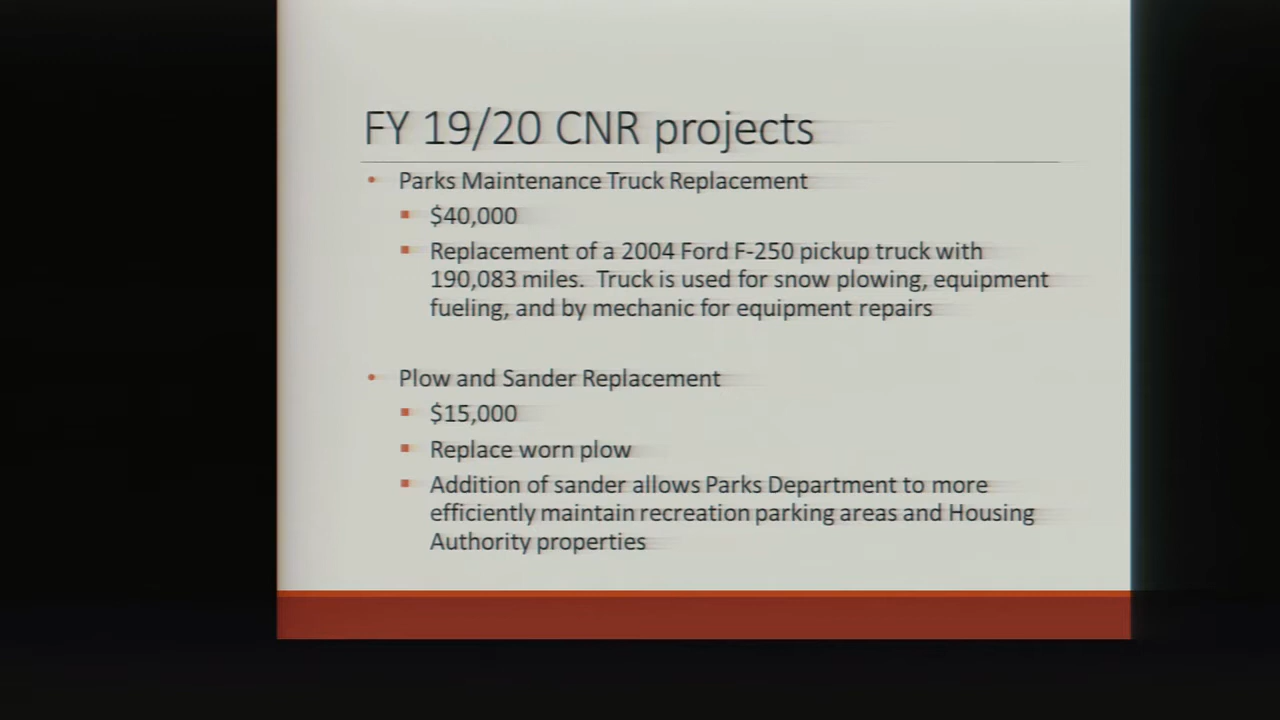 FY 19/20 CNR projects
Parks Maintenance Truck Replacement
$40,000
Replacement of a 2004 Ford F-250 pickup truck with
190,083 miles.  Truck is used for snow plowing, equipment
fueling, and by mechanic for equipment repairs
Plow and Sander Replacement
$15,000
Replace worn plow
Addition of sander allows Parks Department to more
efficiently maintain recreation parking areas and Housing
Authority properties